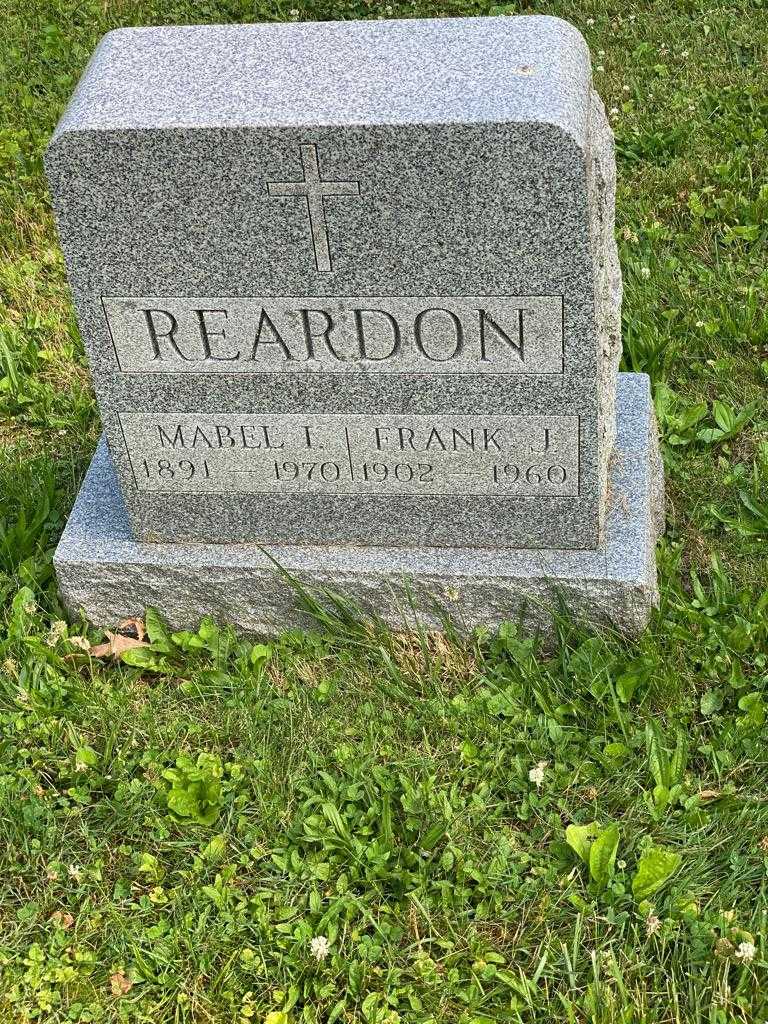 REARDON
MABEL I. FRANK J.
1891 — 1970 1902 — 1960